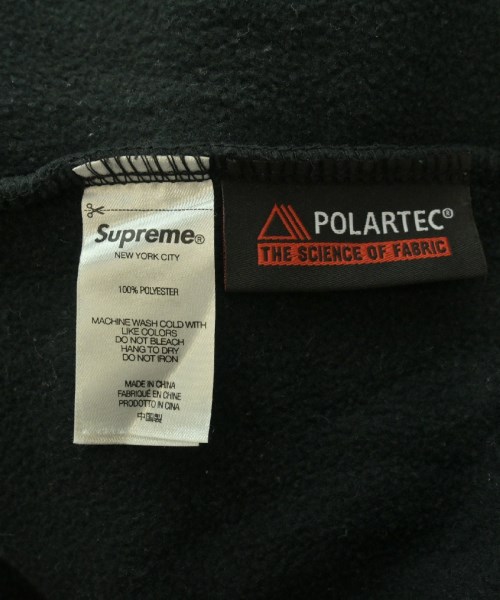 Supreme®
NEW YORK CITY
100% POLYESTER
MACHINE WASH COLD WITH
LIKE COLORS
DO NOT BLEACH
HANG TO DRY
DO NOT IRON
MADE IN CHINA
FABRIQUÉ EN CHINE
PRODOTTO IN CINA
中国製
POLARTEC®
THE SCIENCE OF FABRIC